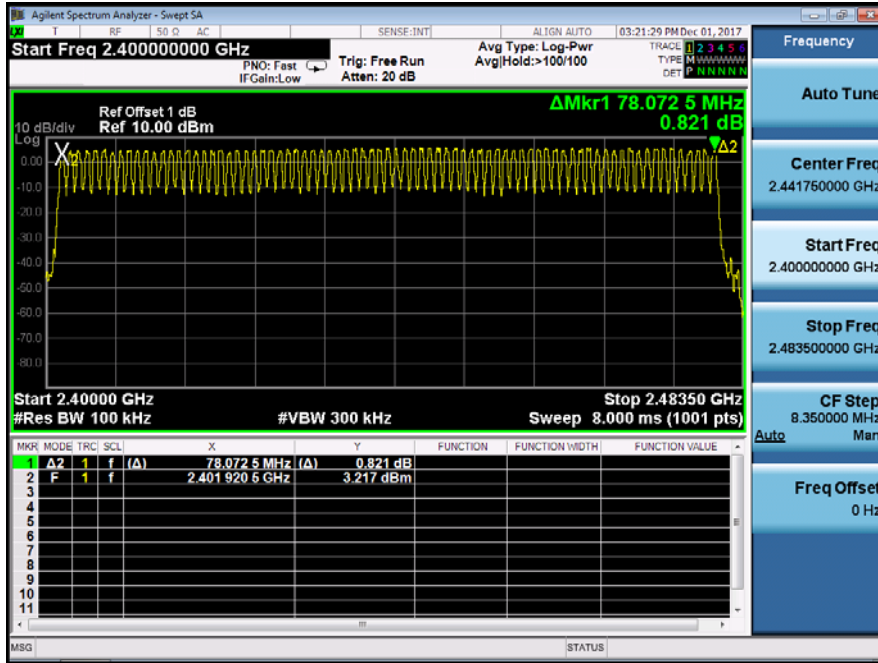 Agilent Spectrum Analyzer - Swept SA
LXI T RF 50 Ω AC SENSE:INT ALIGN AUTO 03:21:29 PM Dec 01, 2017
Start Freq 2.400000000 GHz
PNO: Fast
IFGain:Low
Trig: Free Run
Atten: 20 dB
Avg Type: Log-Pwr
Avg|Hold:>100/100
TRACE 1 2 3 4 5 6
TYPE M WWWWW
DET P N N N N N
Ref Offset 1 dB
Ref 10.00 dBm
10 dB/div
Log
ΔMkr1 78.072 5 MHz
0.821 dB
X2
Δ2
0.00
-10.0
-20.0
-30.0
-40.0
-50.0
-60.0
-70.0
-80.0
Start 2.40000 GHz Stop 2.48350 GHz
#Res BW 100 kHz #VBW 300 kHz Sweep 8.000 ms (1001 pts)
MKR MODE TRC SCL X Y FUNCTION FUNCTION WIDTH FUNCTION VALUE
1 Δ2 1 f (Δ) 78.072 5 MHz (Δ) 0.821 dB
2 F 1 f 2.401 920 5 GHz 3.217 dBm
3
4
5
6
7
8
9
10
11
MSG STATUS
Frequency
Auto Tune
Center Freq
2.441750000 GHz
Start Freq
2.400000000 GHz
Stop Freq
2.483500000 GHz
CF Step
8.350000 MHz
Auto Man
Freq Offset
0 Hz